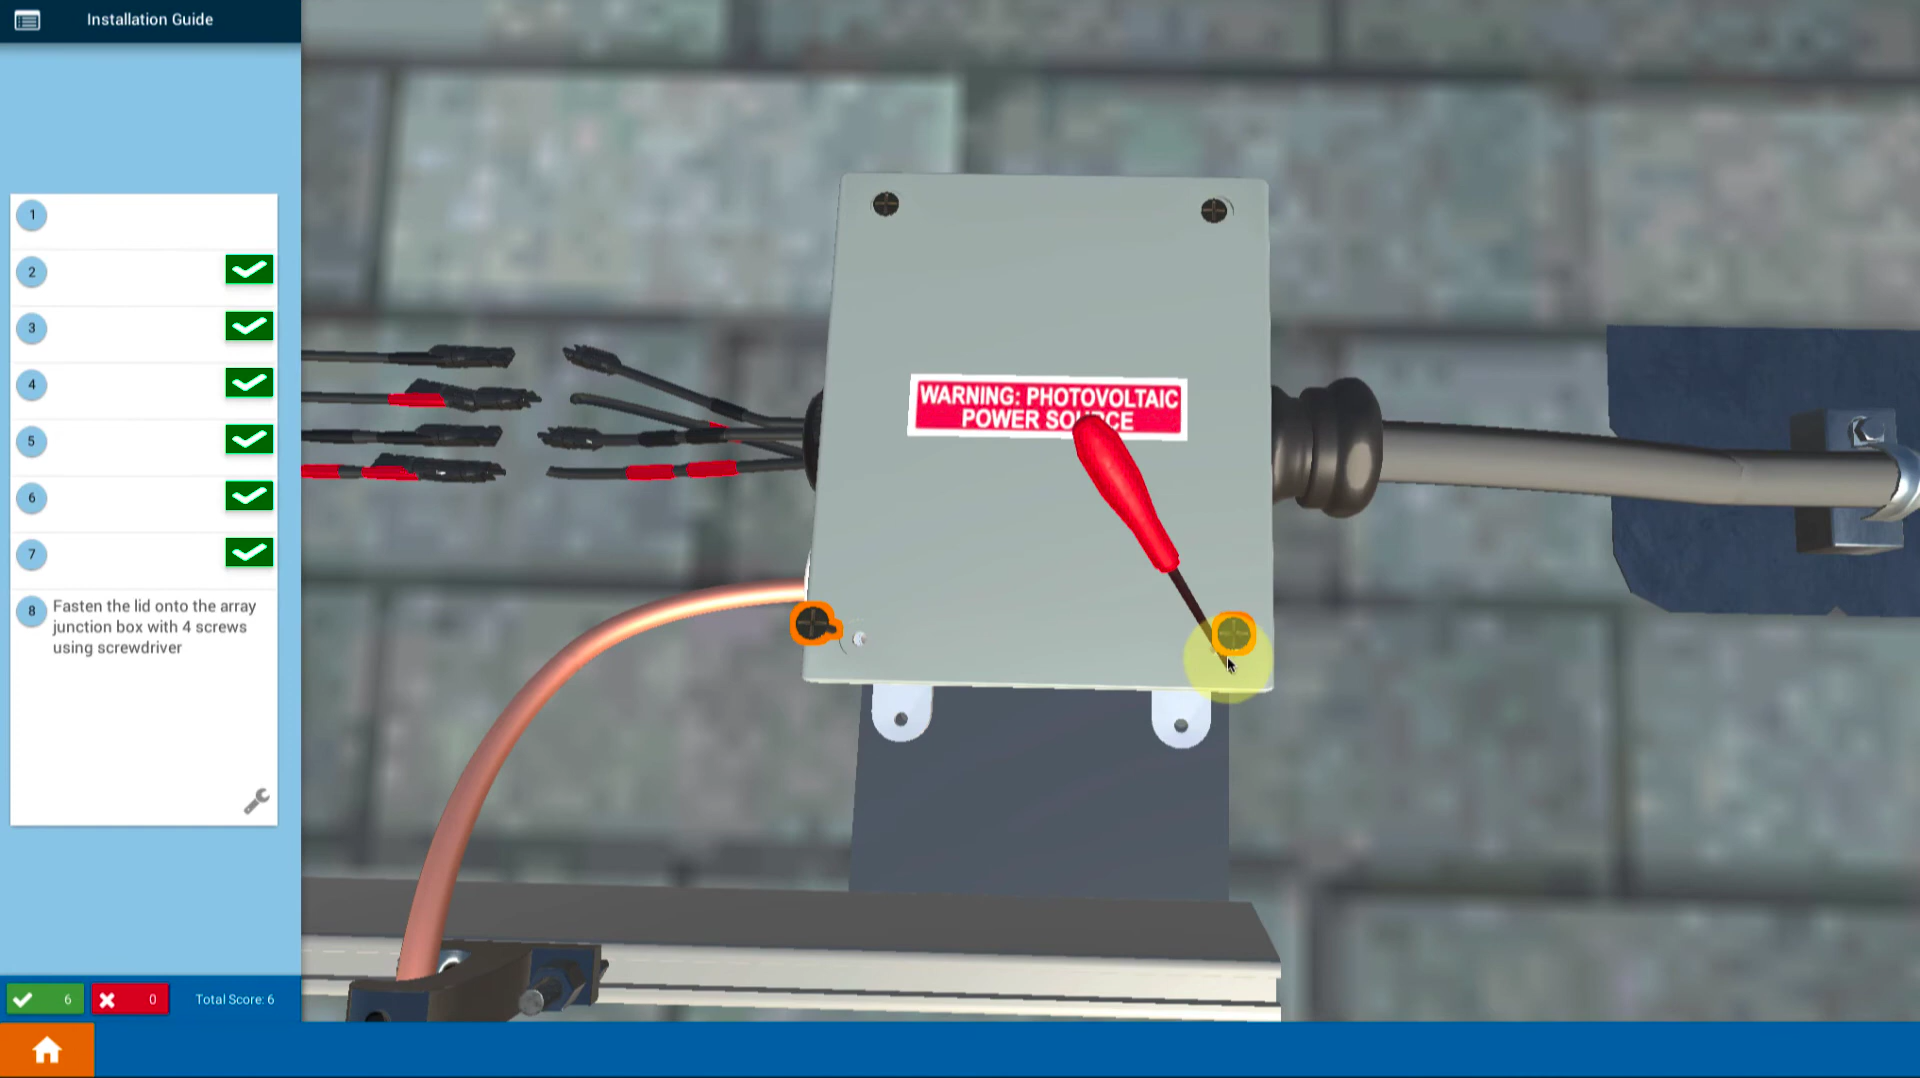 Installation Guide
1
2
3
4
5
6
7
8
Fasten the lid onto the array
junction box with 4 screws
using screwdriver
6
0
Total Score: 6
WARNING: PHOTOVOLTAIC
POWER SOURCE